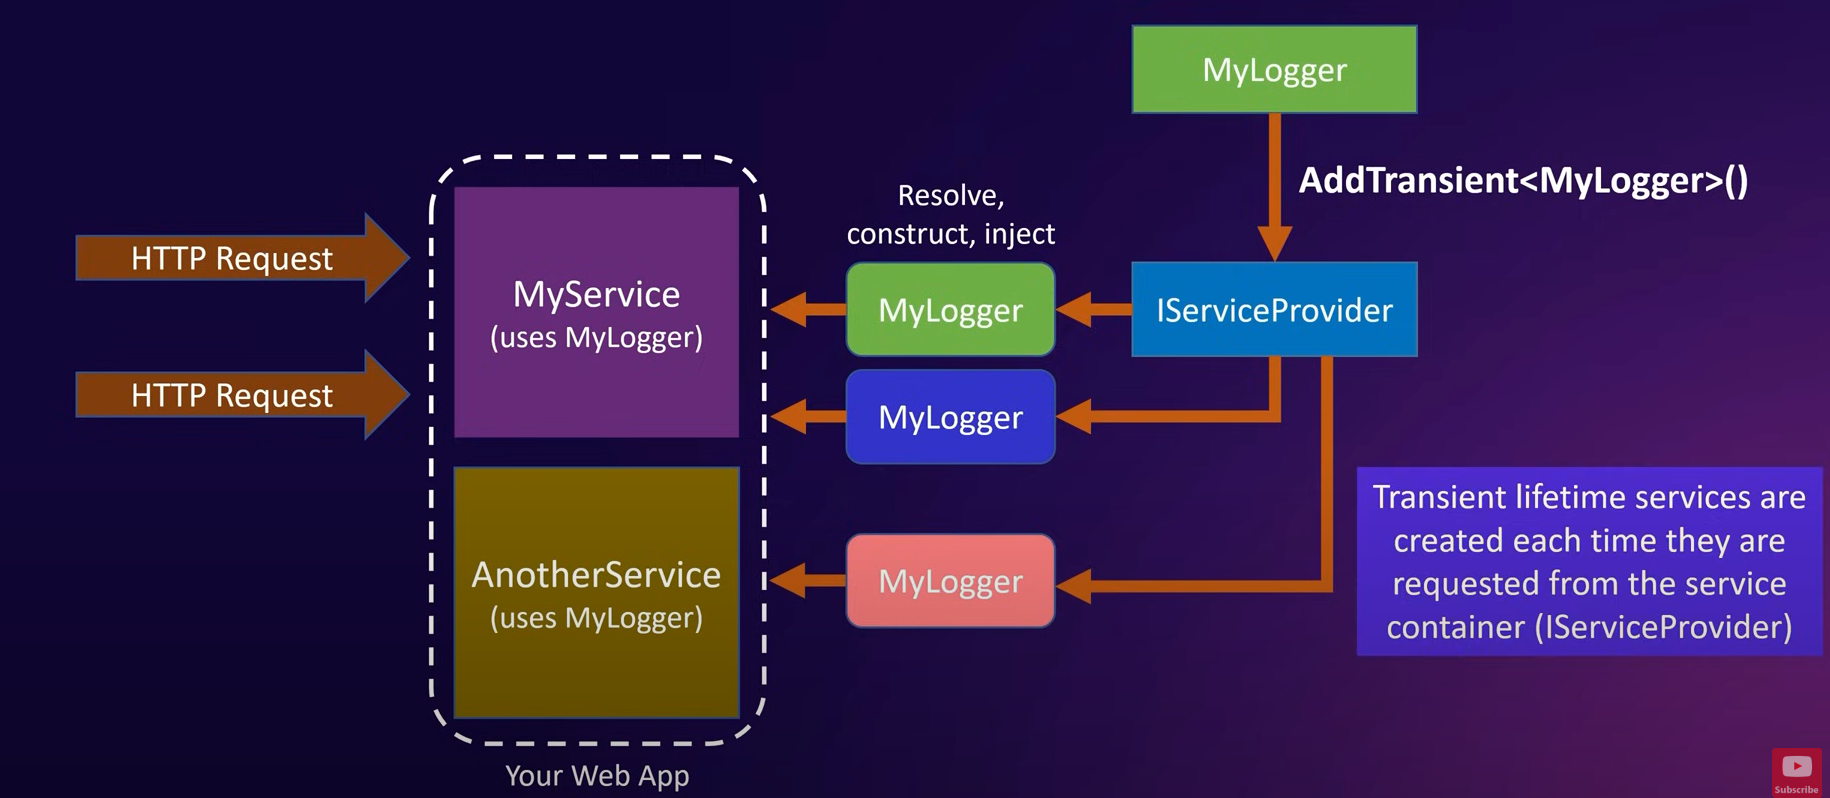 MyLogger
AddTransient<MyLogger>()
Resolve,
construct, inject
HTTP Request
MyService
(uses MyLogger)
MyLogger
IServiceProvider
HTTP Request
MyLogger
AnotherService
(uses MyLogger)
MyLogger
Transient lifetime services are
created each time they are
requested from the service
container (IServiceProvider)
Your Web App
Subscribe